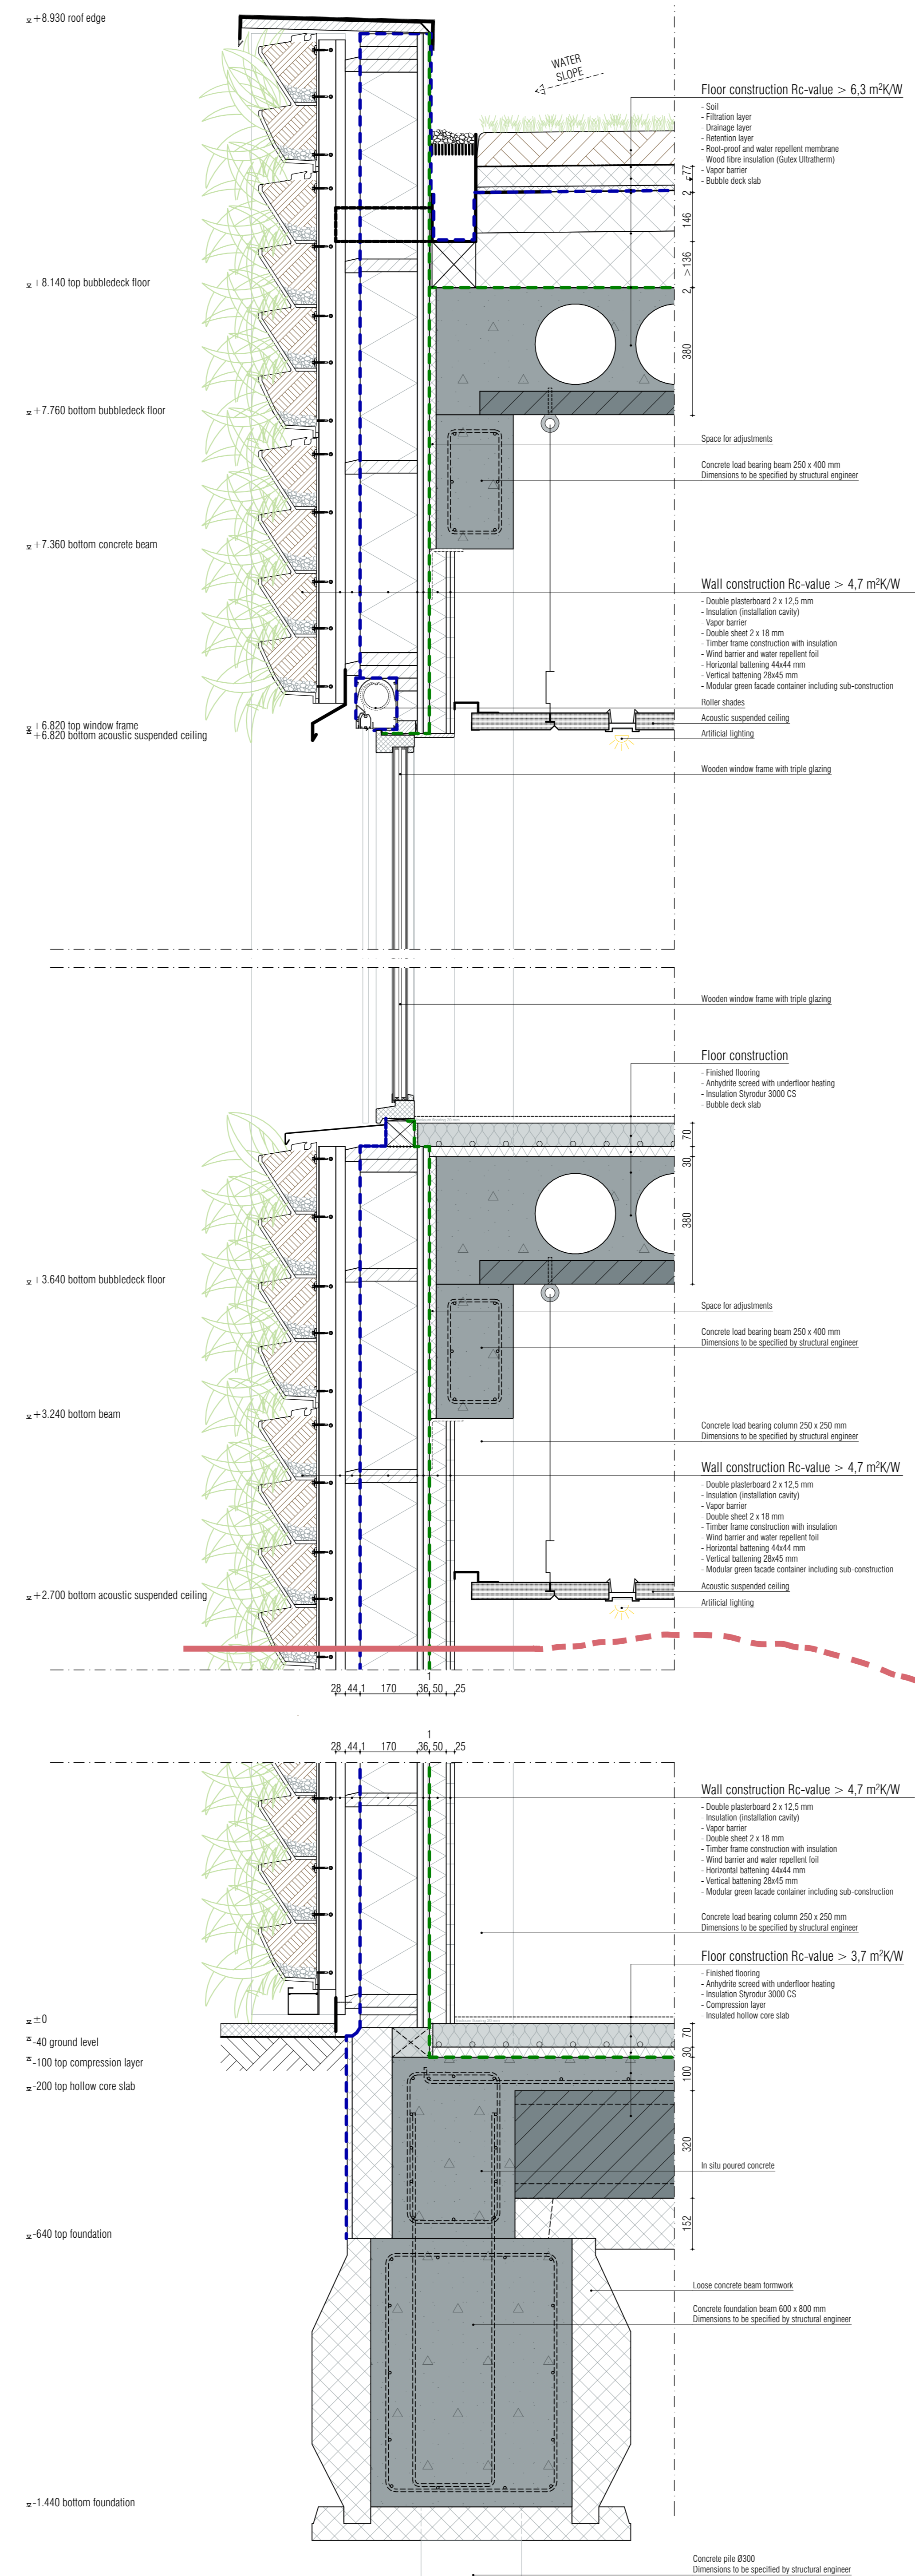 +8.930 roof edge
WATER
SLOPE
Floor construction Rc-value > 6,3 m²K/W
- Soil
- Filtration layer
- Drainage layer
- Retention layer
- Root-proof and water repellent membrane
- Wood fibre insulation (Gutex Ultratherm)
- Vapor barrier
- Bubble deck slab
77
2
146
>136
2
380
+8.140 top bubbledeck floor
+7.760 bottom bubbledeck floor
Space for adjustments
Concrete load bearing beam 250 x 400 mm
Dimensions to be specified by structural engineer
+7.360 bottom concrete beam
Wall construction Rc-value > 4,7 m²K/W
- Double plasterboard 2 x 12,5 mm
- Insulation (installation cavity)
- Vapor barrier
- Double sheet 2 x 18 mm
- Timber frame construction with insulation
- Wind barrier and water repellent foil
- Horizontal battening 44x44 mm
- Vertical battening 28x45 mm
- Modular green facade container including sub-construction
Roller shades
Acoustic suspended ceiling
Artificial lighting
+6.820 top window frame
+6.820 bottom acoustic suspended ceiling
Wooden window frame with triple glazing
Wooden window frame with triple glazing
Floor construction
- Finished flooring
- Anhydrite screed with underfloor heating
- Insulation Styrodur 3000 CS
- Bubble deck slab
70
30
380
+3.640 bottom bubbledeck floor
Space for adjustments
Concrete load bearing beam 250 x 400 mm
Dimensions to be specified by structural engineer
+3.240 bottom beam
Concrete load bearing column 250 x 250 mm
Dimensions to be specified by structural engineer
Wall construction Rc-value > 4,7 m²K/W
- Double plasterboard 2 x 12,5 mm
- Insulation (installation cavity)
- Vapor barrier
- Double sheet 2 x 18 mm
- Timber frame construction with insulation
- Wind barrier and water repellent foil
- Horizontal battening 44x44 mm
- Vertical battening 28x45 mm
- Modular green facade container including sub-construction
Acoustic suspended ceiling
Artificial lighting
+2.700 bottom acoustic suspended ceiling
1
28 44 1 170 36 50 25
1
28 44 1 170 36 50 25
Wall construction Rc-value > 4,7 m²K/W
- Double plasterboard 2 x 12,5 mm
- Insulation (installation cavity)
- Vapor barrier
- Double sheet 2 x 18 mm
- Timber frame construction with insulation
- Wind barrier and water repellent foil
- Horizontal battening 44x44 mm
- Vertical battening 28x45 mm
- Modular green facade container including sub-construction
Concrete load bearing column 250 x 250 mm
Dimensions to be specified by structural engineer
Floor construction Rc-value > 3,7 m²K/W
- Finished flooring
- Anhydrite screed with underfloor heating
- Insulation Styrodur 3000 CS
- Compression layer
- Insulated hollow core slab
±0
-40 ground level
-100 top compression layer
-200 top hollow core slab
70
30
100
320
152
In situ poured concrete
-640 top foundation
Loose concrete beam formwork
Concrete foundation beam 600 x 800 mm
Dimensions to be specified by structural engineer
-1.440 bottom foundation
Concrete pile Ø300
Dimensions to be specified by structural engineer